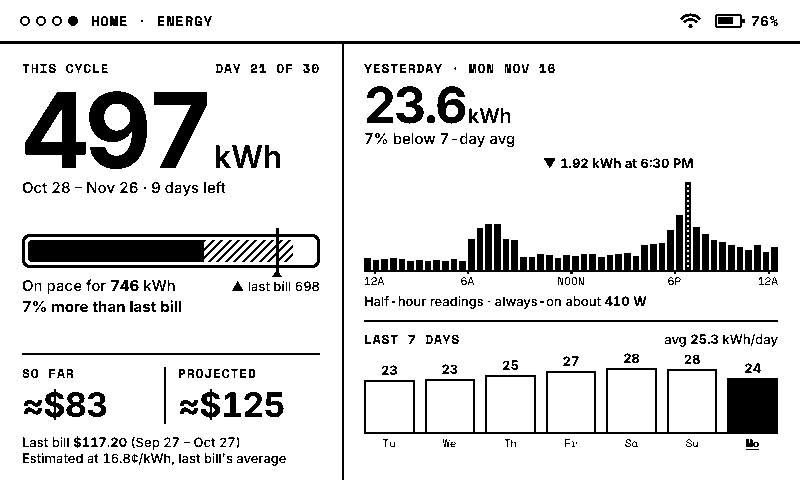 HOME · ENERGY
76%
THIS CYCLE
DAY 21 OF 30
497 kWh
Oct 28 – Nov 26 · 9 days left
On pace for 746 kWh
▲ last bill 698
7% more than last bill
SO FAR
≈$83
PROJECTED
≈$125
Last bill $117.20 (Sep 27 – Oct 27)
Estimated at 16.8¢/kWh, last bill's average
YESTERDAY · MON NOV 16
23.6 kWh
7% below 7-day avg
▼ 1.92 kWh at 6:30 PM
12A 6A NOON 6P 12A
Half-hour readings · always-on about 410 W
LAST 7 DAYS
avg 25.3 kWh/day
23 23 25 27 28 28 24
Tu We Th Fr Sa Su Mo